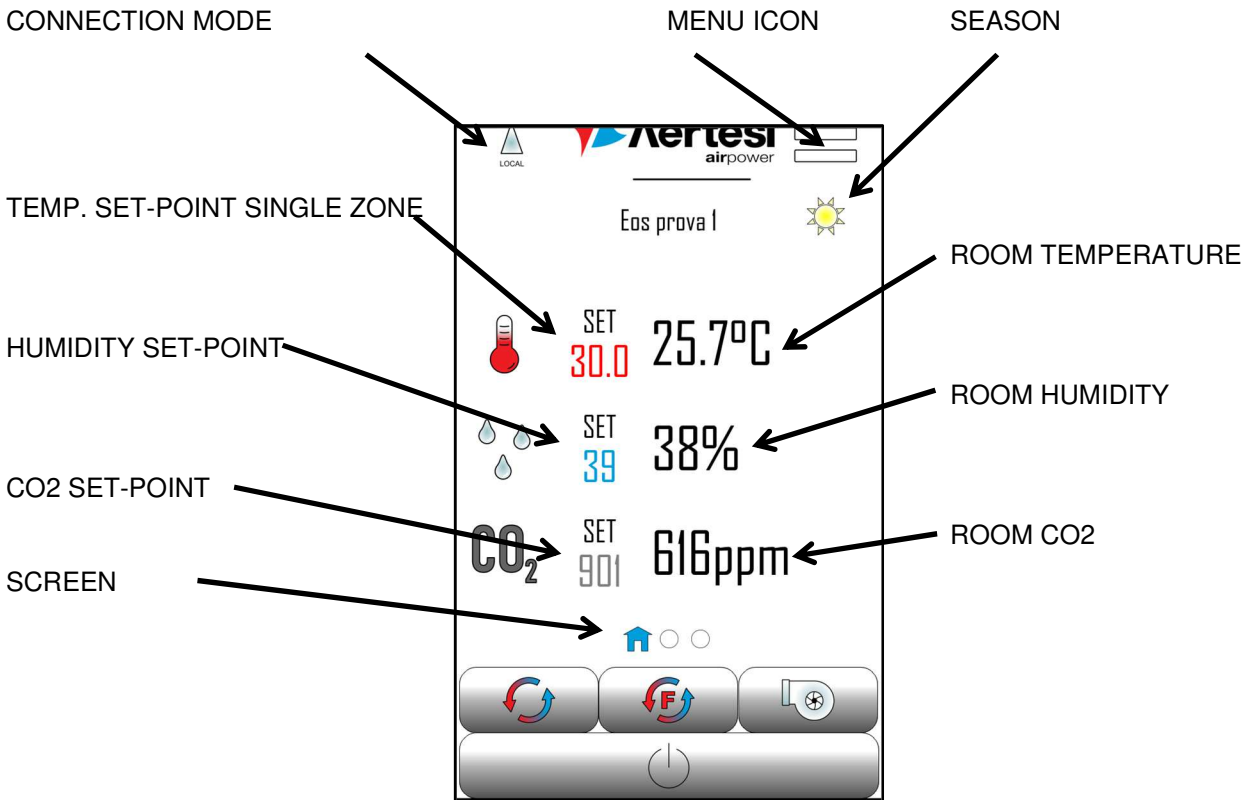 CONNECTION MODE
MENU ICON
SEASON
LOCAL
Aertesi
airpower
TEMP. SET-POINT SINGLE ZONE
Eos prova 1
ROOM TEMPERATURE
SET
30.0
25.7ºC
HUMIDITY SET-POINT
ROOM HUMIDITY
SET
39
38%
CO2 SET-POINT
ROOM CO2
CO2
SET
901
616ppm
SCREEN
F